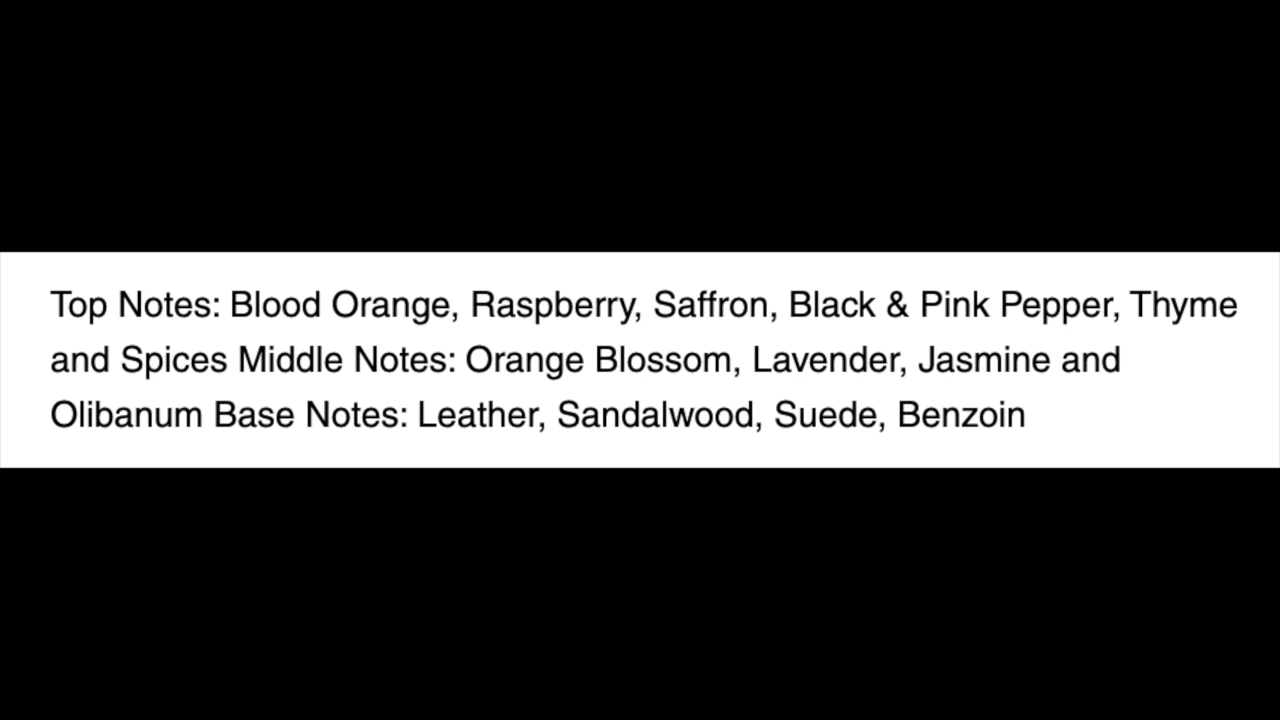 Top Notes: Blood Orange, Raspberry, Saffron, Black & Pink Pepper, Thyme
and Spices Middle Notes: Orange Blossom, Lavender, Jasmine and
Olibanum Base Notes: Leather, Sandalwood, Suede, Benzoin